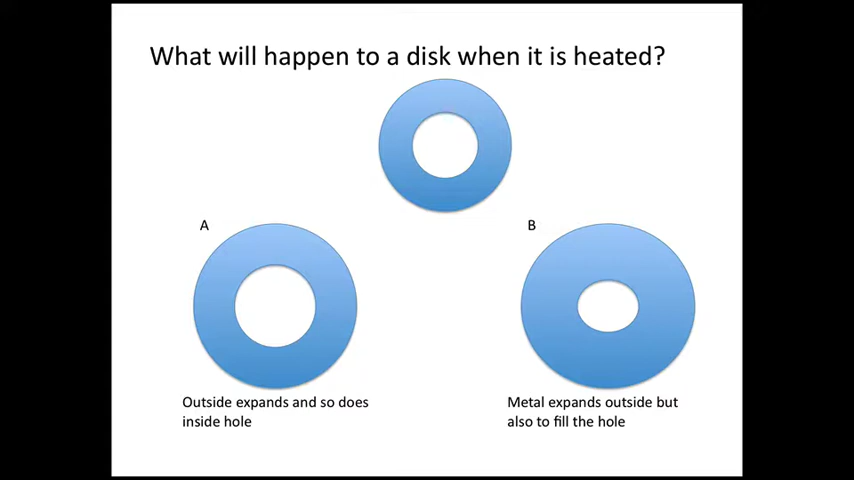 What will happen to a disk when it is heated?
A
B
Outside expands and so does
inside hole
Metal expands outside but
also to fill the hole